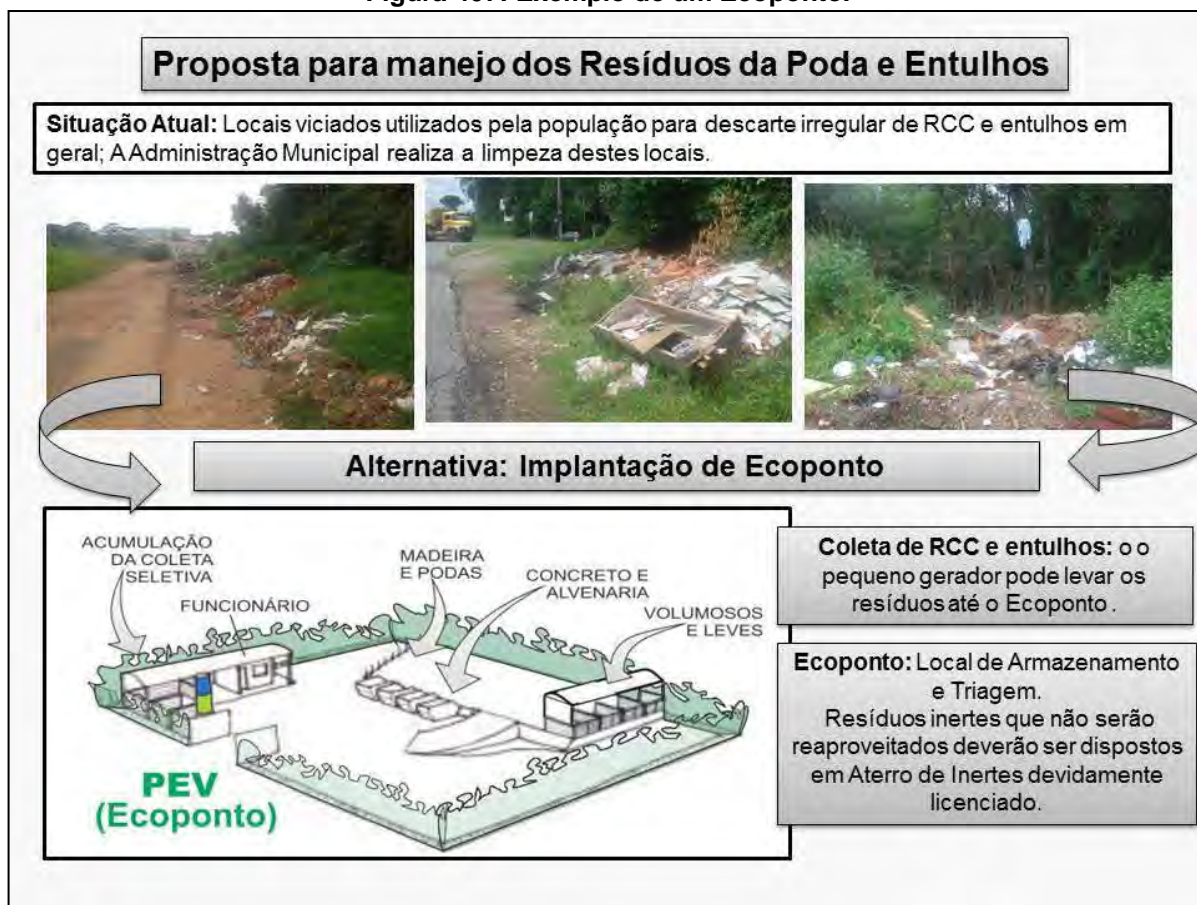 Proposta para manejo dos Resíduos da Poda e Entulhos
Situação Atual: Locais viciados utilizados pela população para descarte irregular de RCC e entulhos em
geral; A Administração Municipal realiza a limpeza destes locais.
Alternativa: Implantação de Ecoponto
ACUMULAÇÃO
DA COLETA
SELETIVA
FUNCIONÁRIO
MADEIRA
E PODAS
CONCRETO E
ALVENARIA
VOLUMOSOS
E LEVES
PEV
(Ecoponto)
Coleta de RCC e entulhos: o o
pequeno gerador pode levar os
resíduos até o Ecoponto .
Ecoponto: Local de Armazenamento
e Triagem.
Resíduos inertes que não serão
reaproveitados deverão ser dispostos
em Aterro de Inertes devidamente
licenciado.